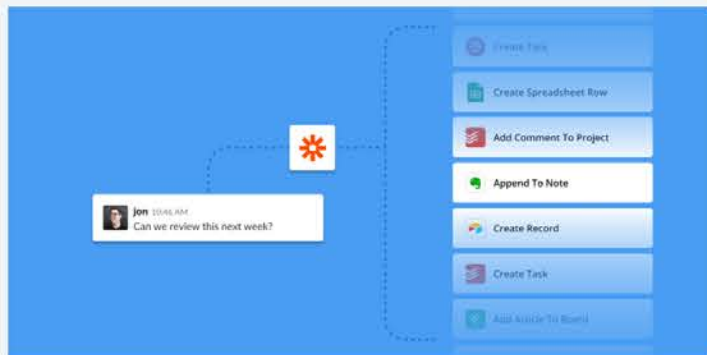 jon 10:46 AM
Can we review this next week?
Create Task
Create Spreadsheet Row
Add Comment To Project
Append To Note
Create Record
Create Task
Add Article To Board